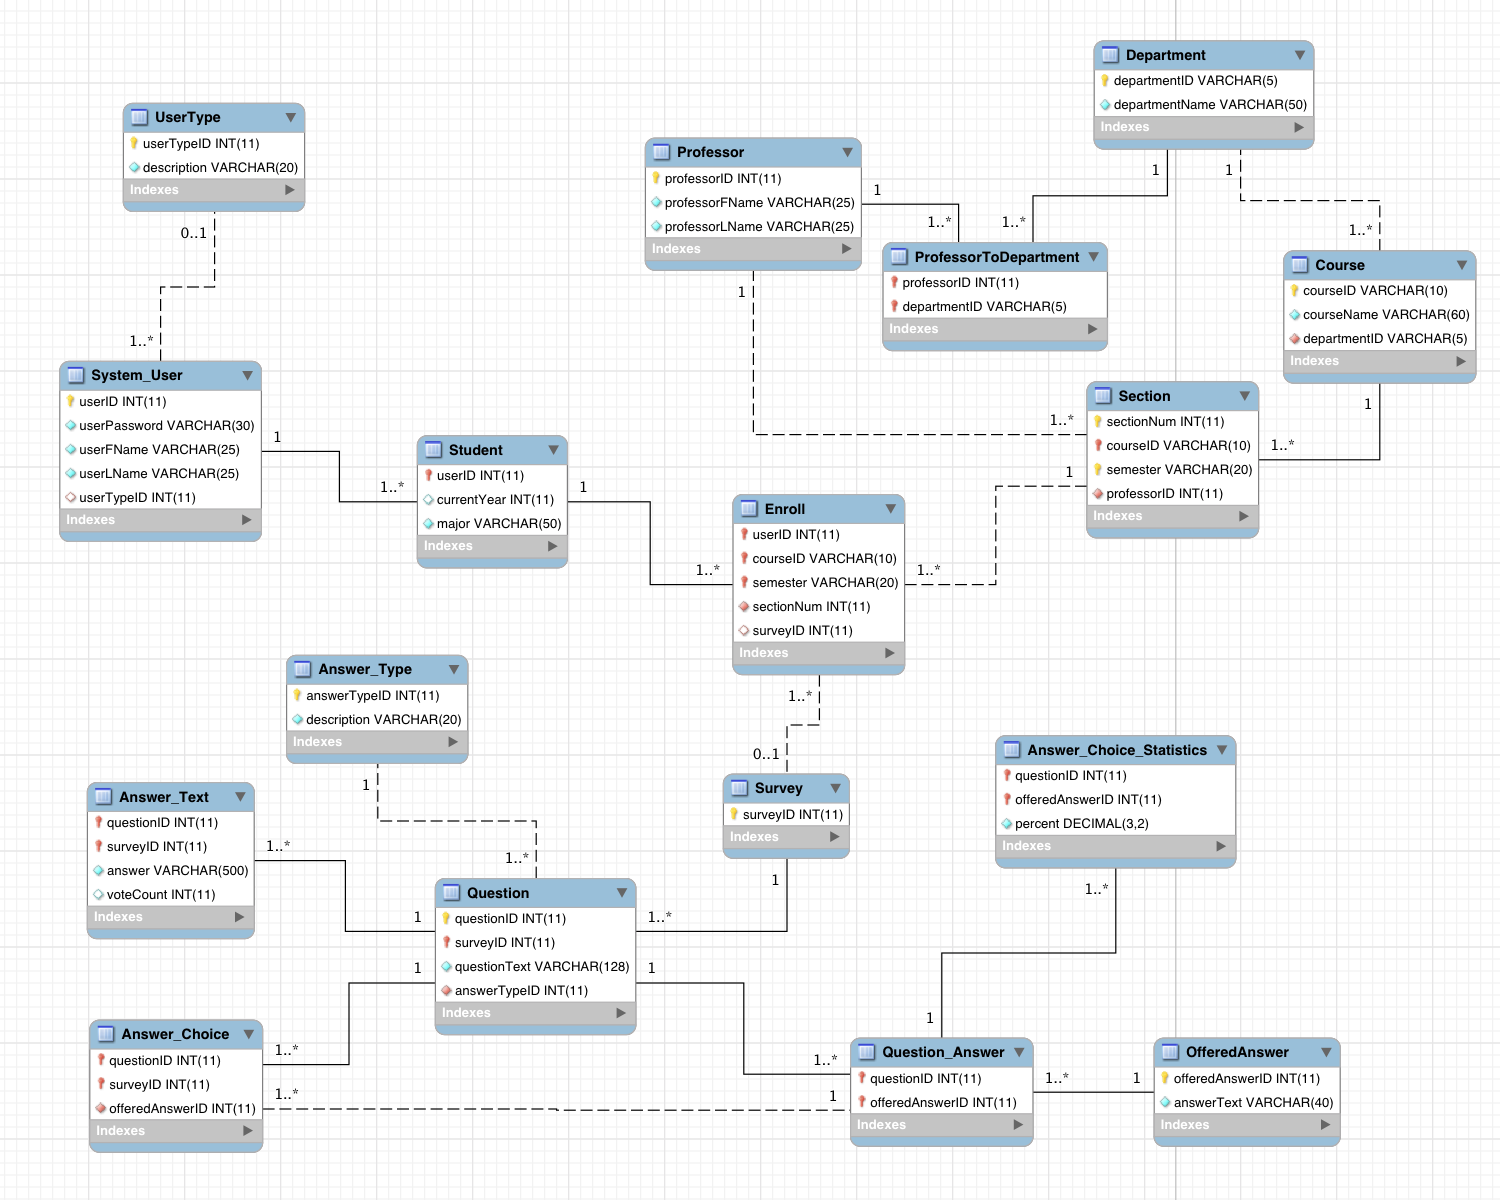 Department
departmentID VARCHAR(5)
departmentName VARCHAR(50)
Indexes
1
1
1..*
1..*
UserType
userTypeID INT(11)
description VARCHAR(20)
Indexes
0..1
1..*
Professor
professorID INT(11)
professorFName VARCHAR(25)
professorLName VARCHAR(25)
Indexes
1
1..*
1
ProfessorToDepartment
professorID INT(11)
departmentID VARCHAR(5)
Indexes
Course
courseID VARCHAR(10)
courseName VARCHAR(60)
departmentID VARCHAR(5)
Indexes
1
System_User
userID INT(11)
userPassword VARCHAR(30)
userFName VARCHAR(25)
userLName VARCHAR(25)
userTypeID INT(11)
Indexes
1
1..*
Student
userID INT(11)
currentYear INT(11)
major VARCHAR(50)
Indexes
1
1..*
Section
sectionNum INT(11)
courseID VARCHAR(10)
semester VARCHAR(20)
professorID INT(11)
Indexes
1..*
1..*
1
1..*
Enroll
userID INT(11)
courseID VARCHAR(10)
semester VARCHAR(20)
sectionNum INT(11)
surveyID INT(11)
Indexes
1..*
0..1
Answer_Type
answerTypeID INT(11)
description VARCHAR(20)
Indexes
1
1..*
Survey
surveyID INT(11)
Indexes
1
1..*
Answer_Choice_Statistics
questionID INT(11)
offeredAnswerID INT(11)
percent DECIMAL(3,2)
Indexes
1..*
1
Answer_Text
questionID INT(11)
surveyID INT(11)
answer VARCHAR(500)
voteCount INT(11)
Indexes
1..*
1
Question
questionID INT(11)
surveyID INT(11)
questionText VARCHAR(128)
answerTypeID INT(11)
Indexes
1
1
1..*
Answer_Choice
questionID INT(11)
surveyID INT(11)
offeredAnswerID INT(11)
Indexes
1..*
1..*
1
Question_Answer
questionID INT(11)
offeredAnswerID INT(11)
Indexes
1..*
1
OfferedAnswer
offeredAnswerID INT(11)
answerText VARCHAR(40)
Indexes